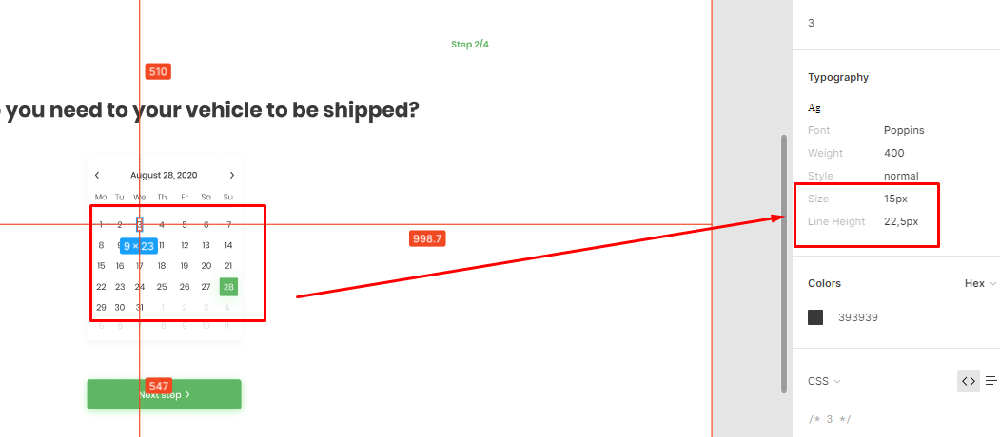 3
Step 2/4
510
Typography
you need to your vehicle to be shipped?
Ag
Font Poppins
Weight 400
Style normal
Size 15px
Line Height 22,5px
August 28, 2020
Mo Tu We Th Fr Sa Su
1 2 3 4 5 6 7
8 9 × 23 11 12 13 14
15 16 17 18 19 20 21
22 23 24 25 26 27 28
29 30 31 1 2 3 4
5 6 8 9 10
998.7
Colors Hex
393939
547
Next step
CSS
/* 3 */